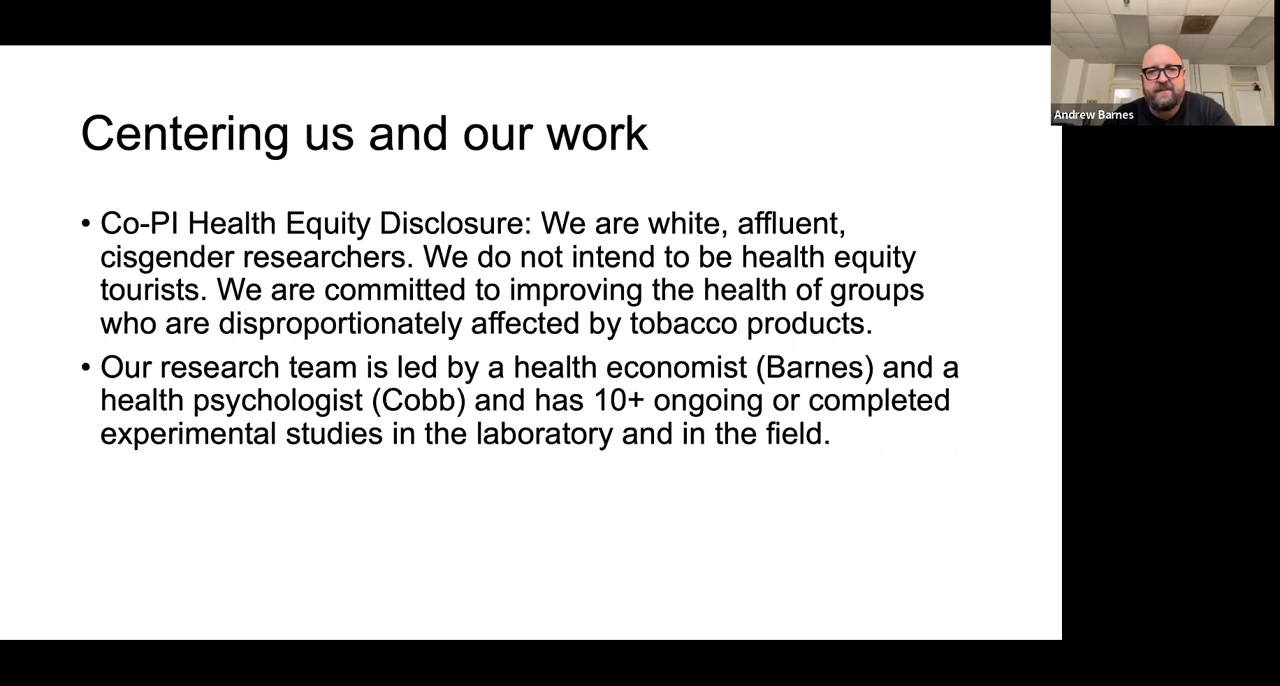 Centering us and our work
• Co-PI Health Equity Disclosure: We are white, affluent,
cisgender researchers. We do not intend to be health equity
tourists. We are committed to improving the health of groups
who are disproportionately affected by tobacco products.
• Our research team is led by a health economist (Barnes) and a
health psychologist (Cobb) and has 10+ ongoing or completed
experimental studies in the laboratory and in the field.
Andrew Barnes